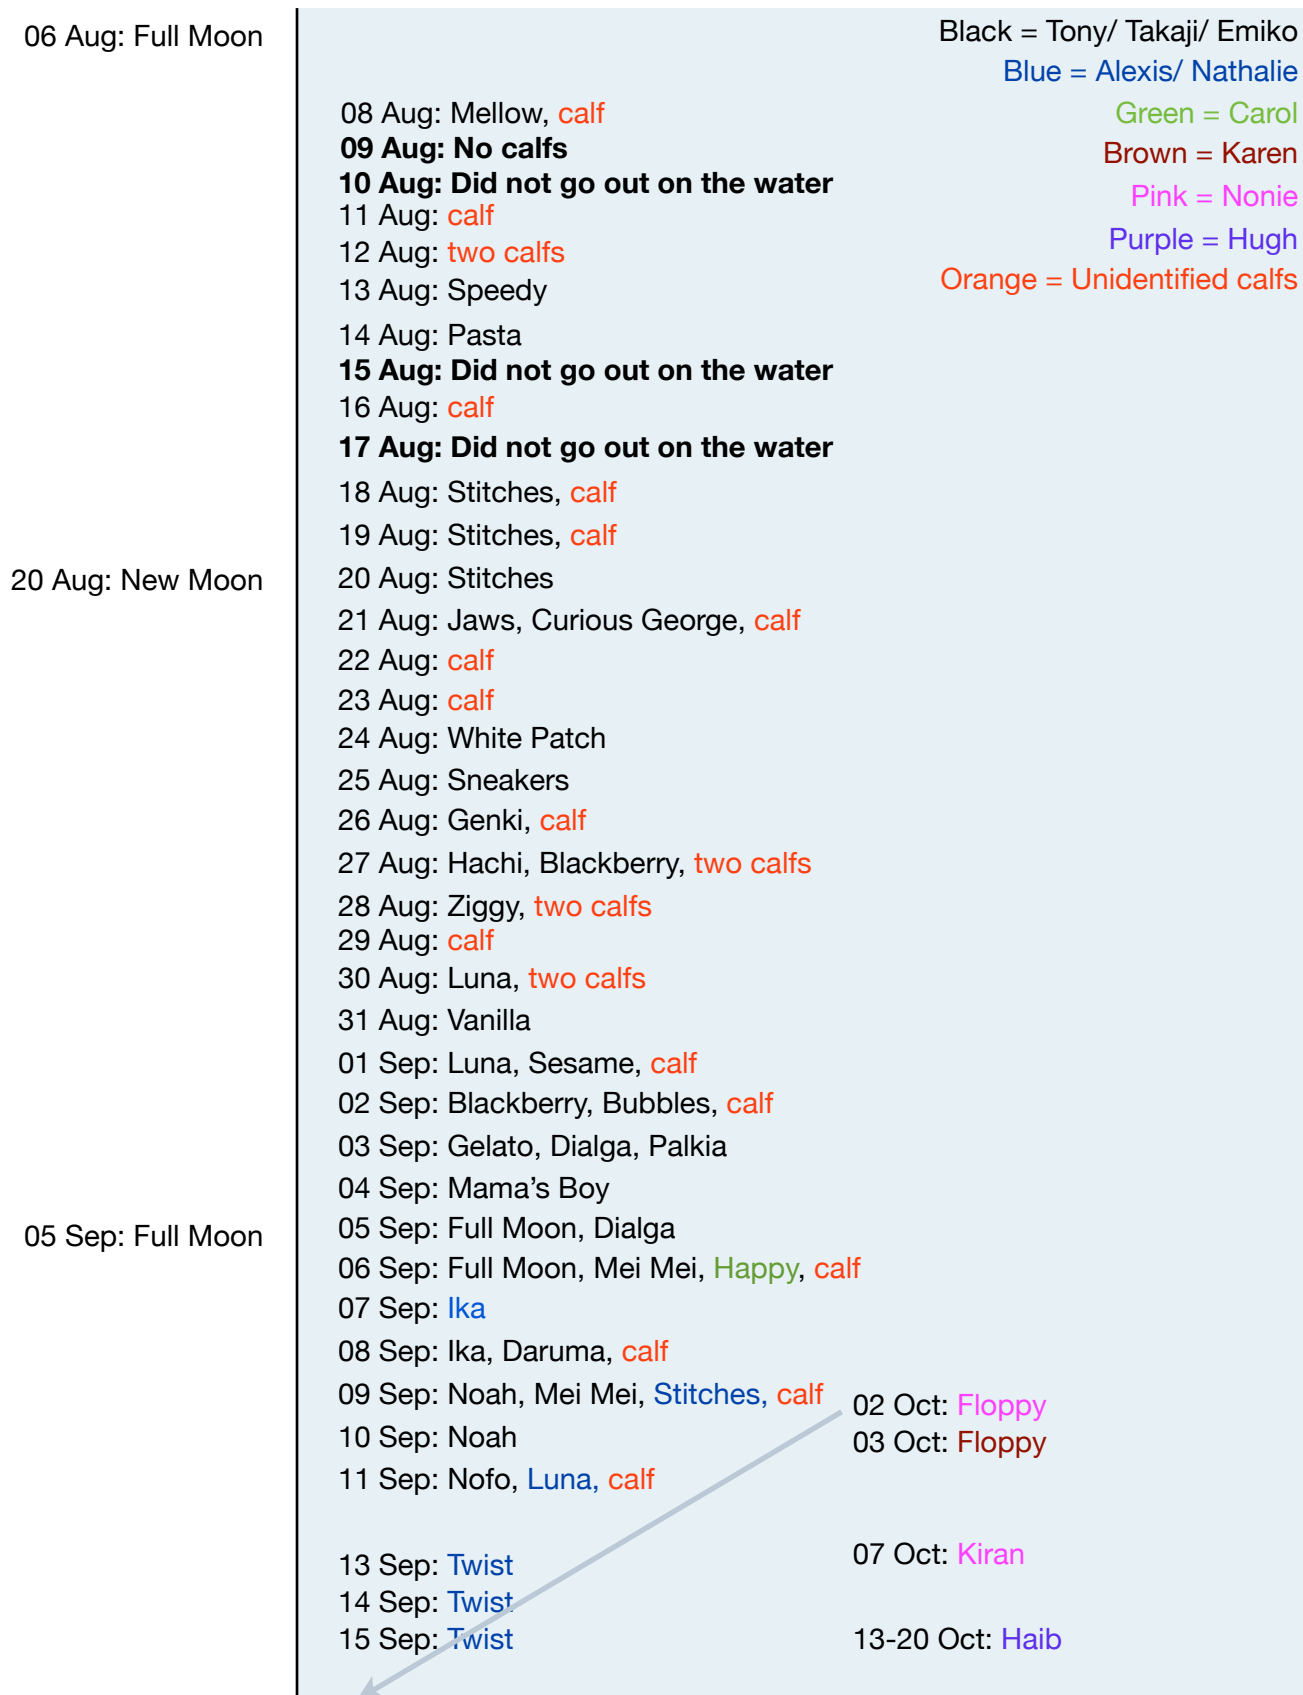 06 Aug: Full Moon
Black = Tony/ Takaji/ Emiko
Blue = Alexis/ Nathalie
Green = Carol
Brown = Karen
Pink = Nonie
Purple = Hugh
Orange = Unidentified calfs
08 Aug: Mellow, calf
09 Aug: No calfs
10 Aug: Did not go out on the water
11 Aug: calf
12 Aug: two calfs
13 Aug: Speedy
14 Aug: Pasta
15 Aug: Did not go out on the water
16 Aug: calf
17 Aug: Did not go out on the water
18 Aug: Stitches, calf
19 Aug: Stitches, calf
20 Aug: New Moon
20 Aug: Stitches
21 Aug: Jaws, Curious George, calf
22 Aug: calf
23 Aug: calf
24 Aug: White Patch
25 Aug: Sneakers
26 Aug: Genki, calf
27 Aug: Hachi, Blackberry, two calfs
28 Aug: Ziggy, two calfs
29 Aug: calf
30 Aug: Luna, two calfs
31 Aug: Vanilla
01 Sep: Luna, Sesame, calf
02 Sep: Blackberry, Bubbles, calf
03 Sep: Gelato, Dialga, Palkia
04 Sep: Mama’s Boy
05 Sep: Full Moon
05 Sep: Full Moon, Dialga
06 Sep: Full Moon, Mei Mei, Happy, calf
07 Sep: Ika
08 Sep: Ika, Daruma, calf
09 Sep: Noah, Mei Mei, Stitches, calf
10 Sep: Noah
11 Sep: Nofo, Luna, calf
13 Sep: Twist
14 Sep: Twist
15 Sep: Twist
02 Oct: Floppy
03 Oct: Floppy
07 Oct: Kiran
13-20 Oct: Haib